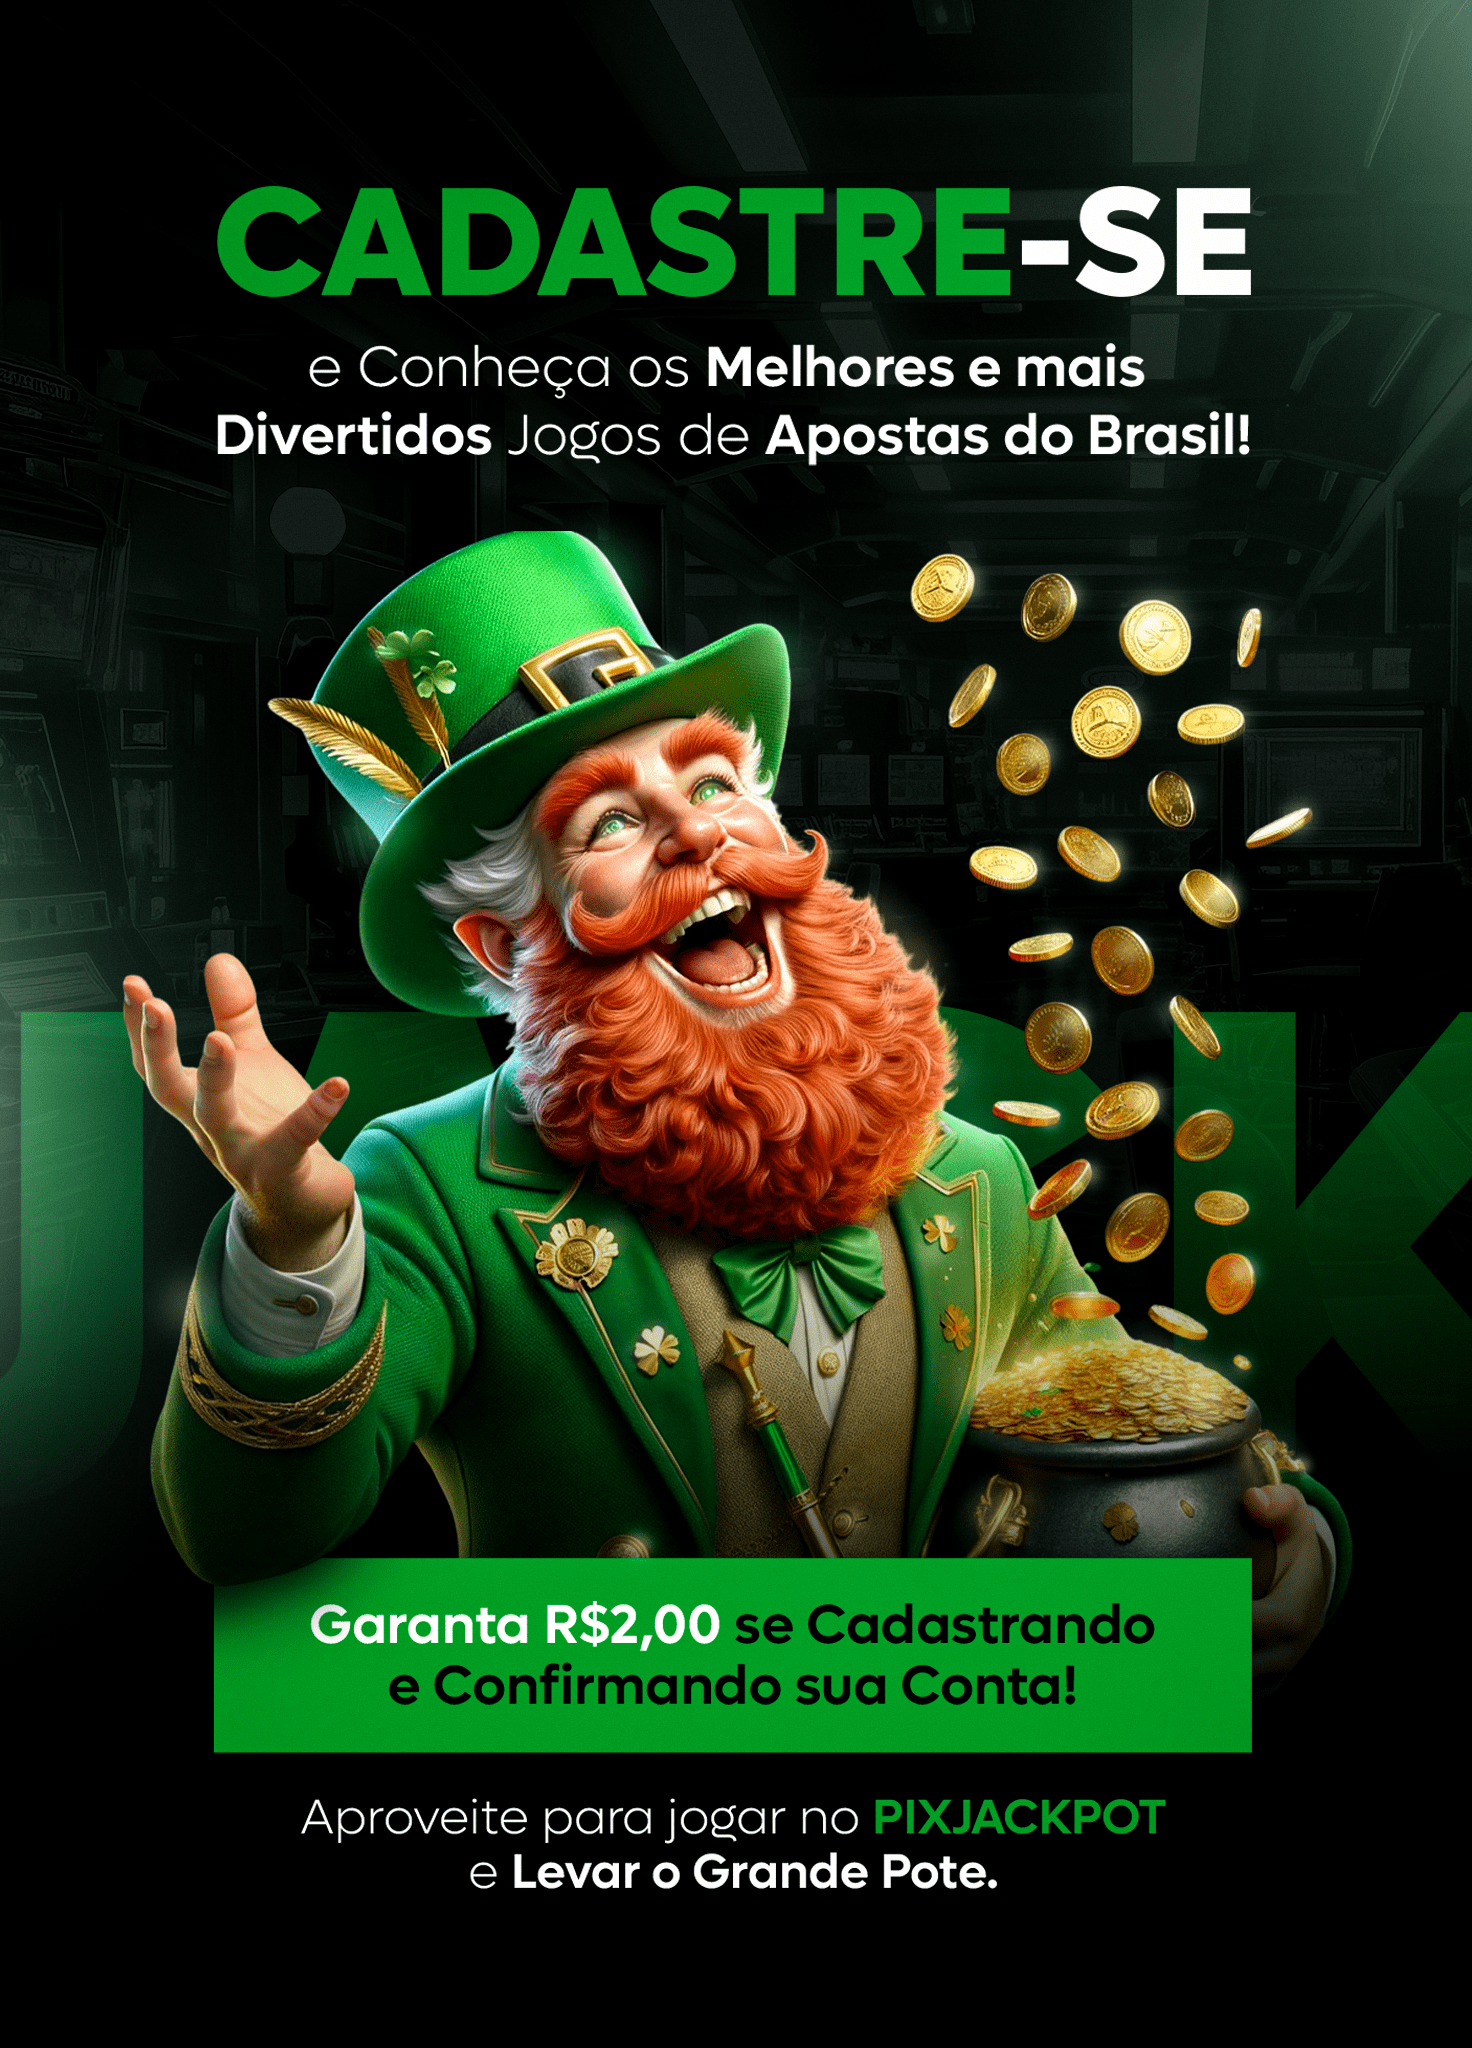 CADASTRE-SE
e Conheça os Melhores e mais
Divertidos Jogos de Apostas do Brasil!
JACK
Garanta R$2,00 se Cadastrando
e Confirmando sua Conta!
Aproveite para jogar no PIXJACKPOT
e Levar o Grande Pote.